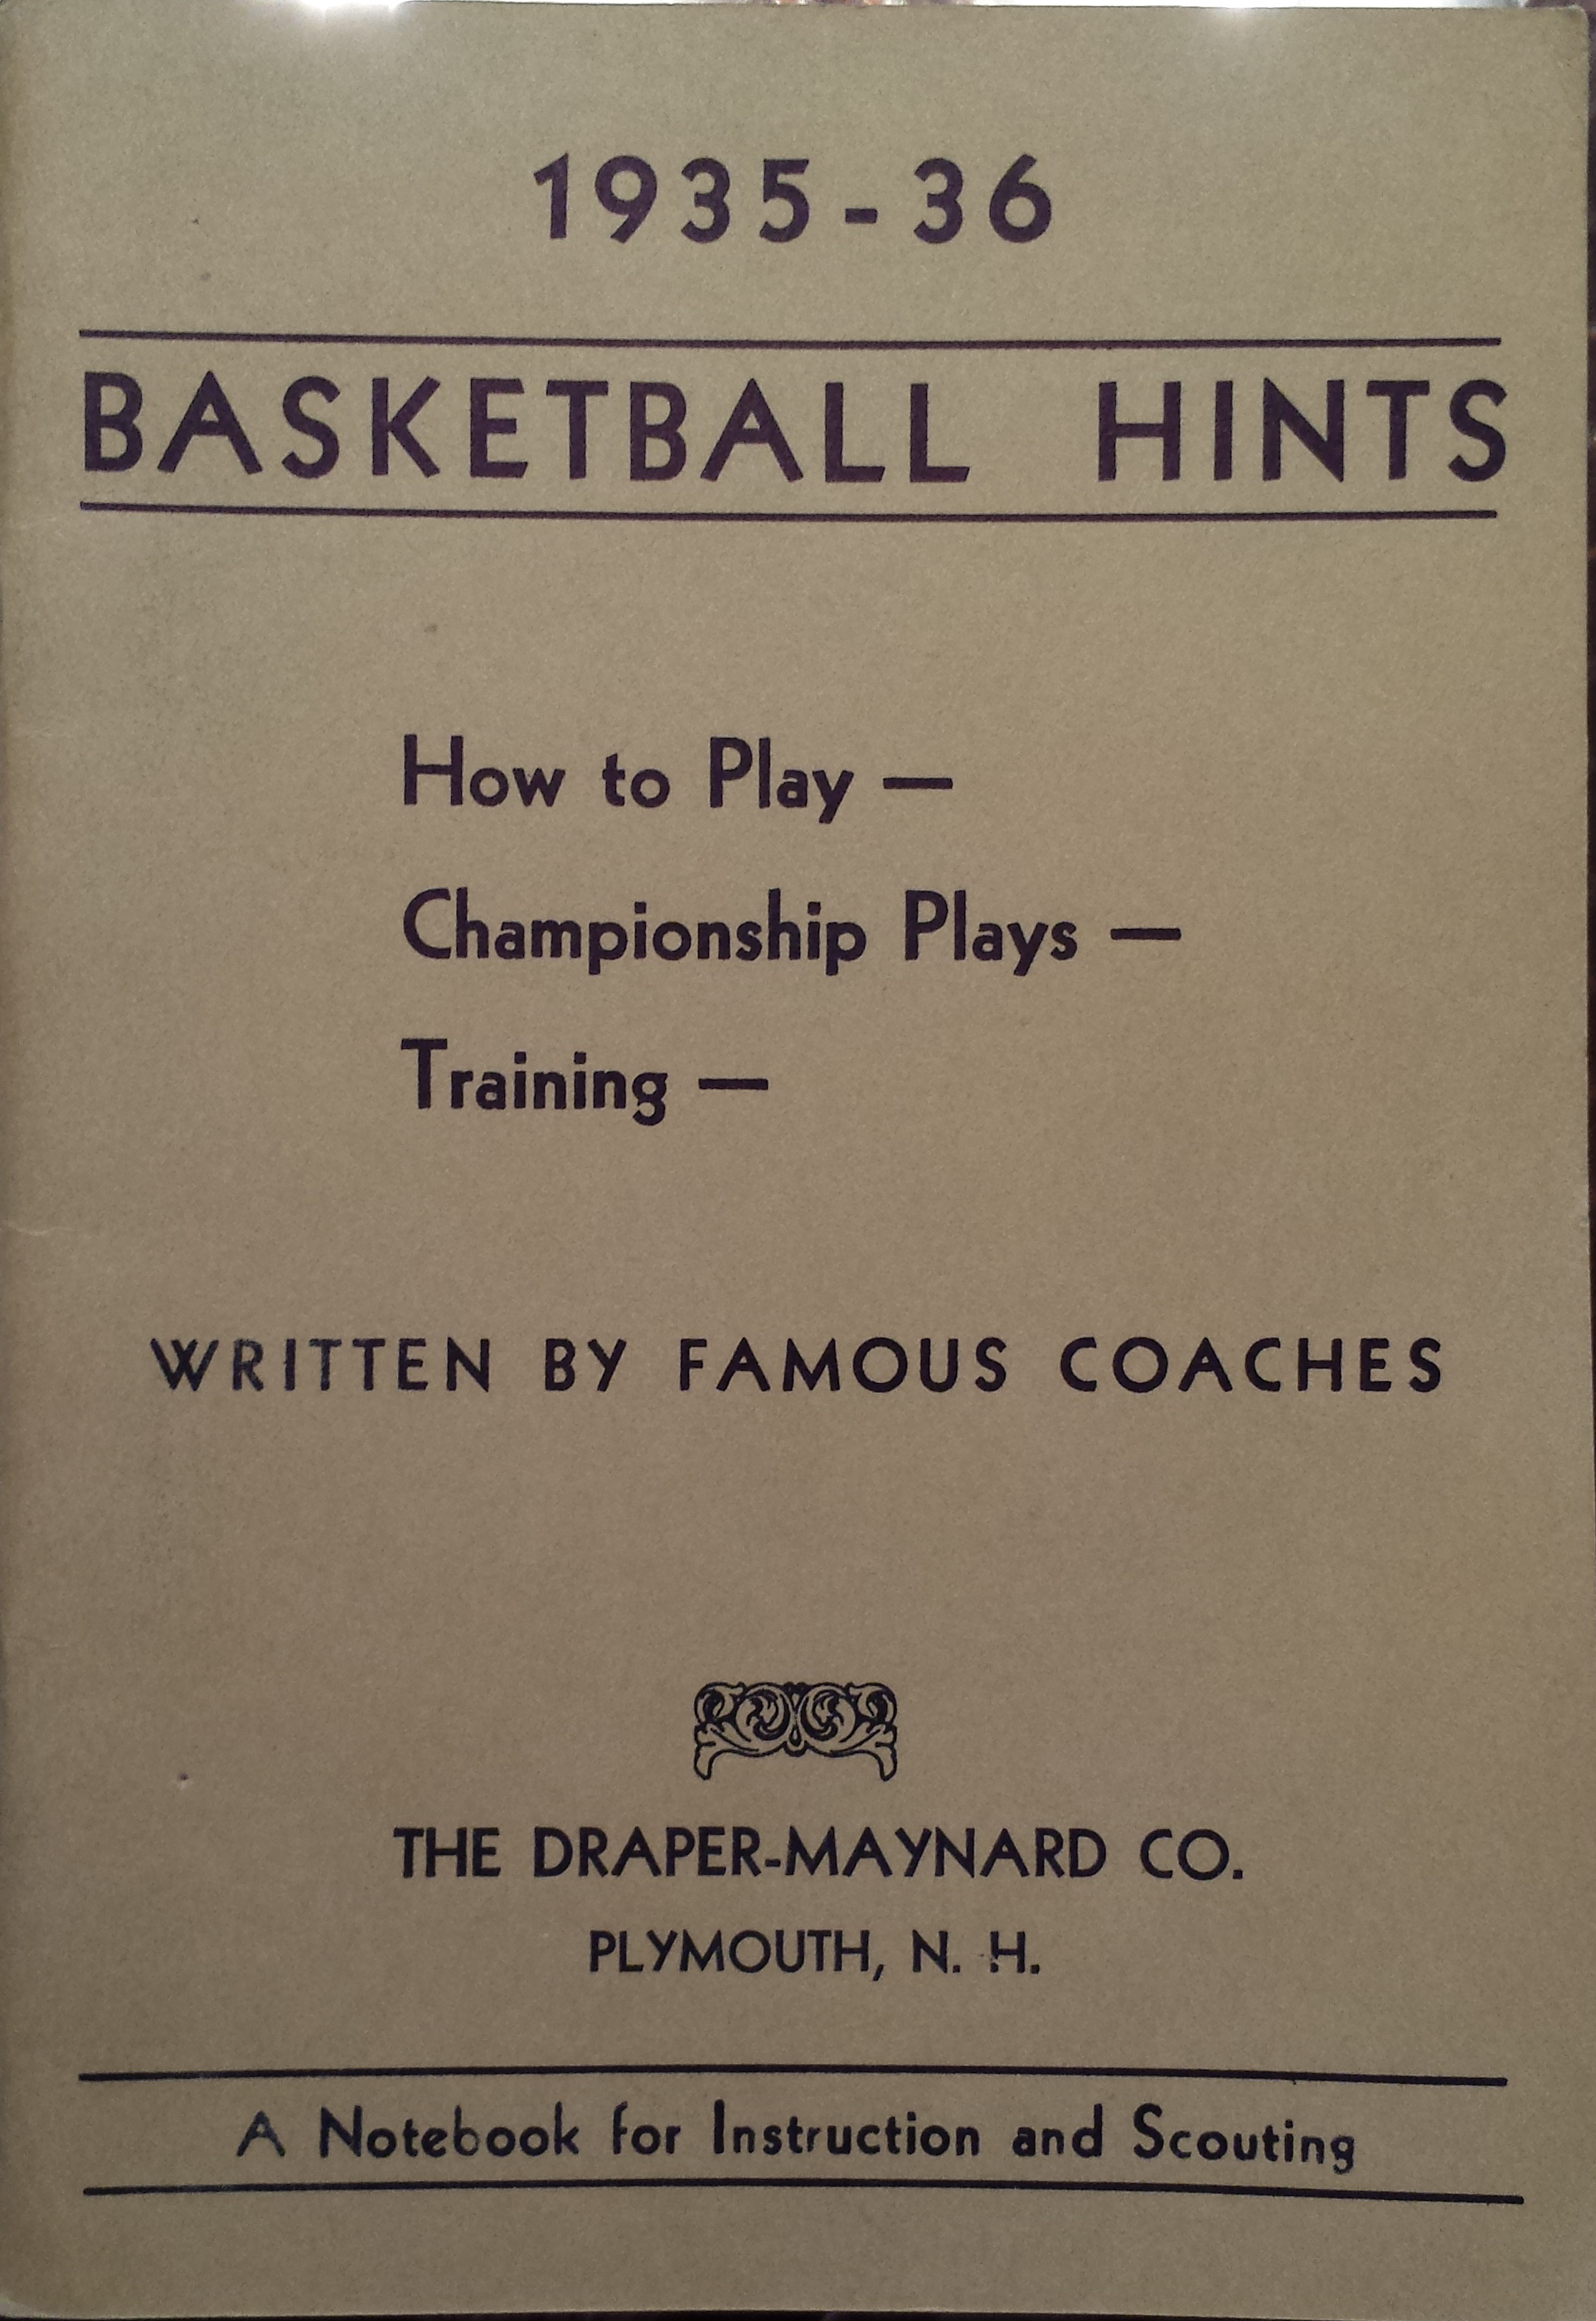 1935-36
BASKETBALL HINTS
How to Play —
Championship Plays —
Training —
WRITTEN BY FAMOUS COACHES
THE DRAPER-MAYNARD CO.
PLYMOUTH, N. H.
A Notebook for Instruction and Scouting